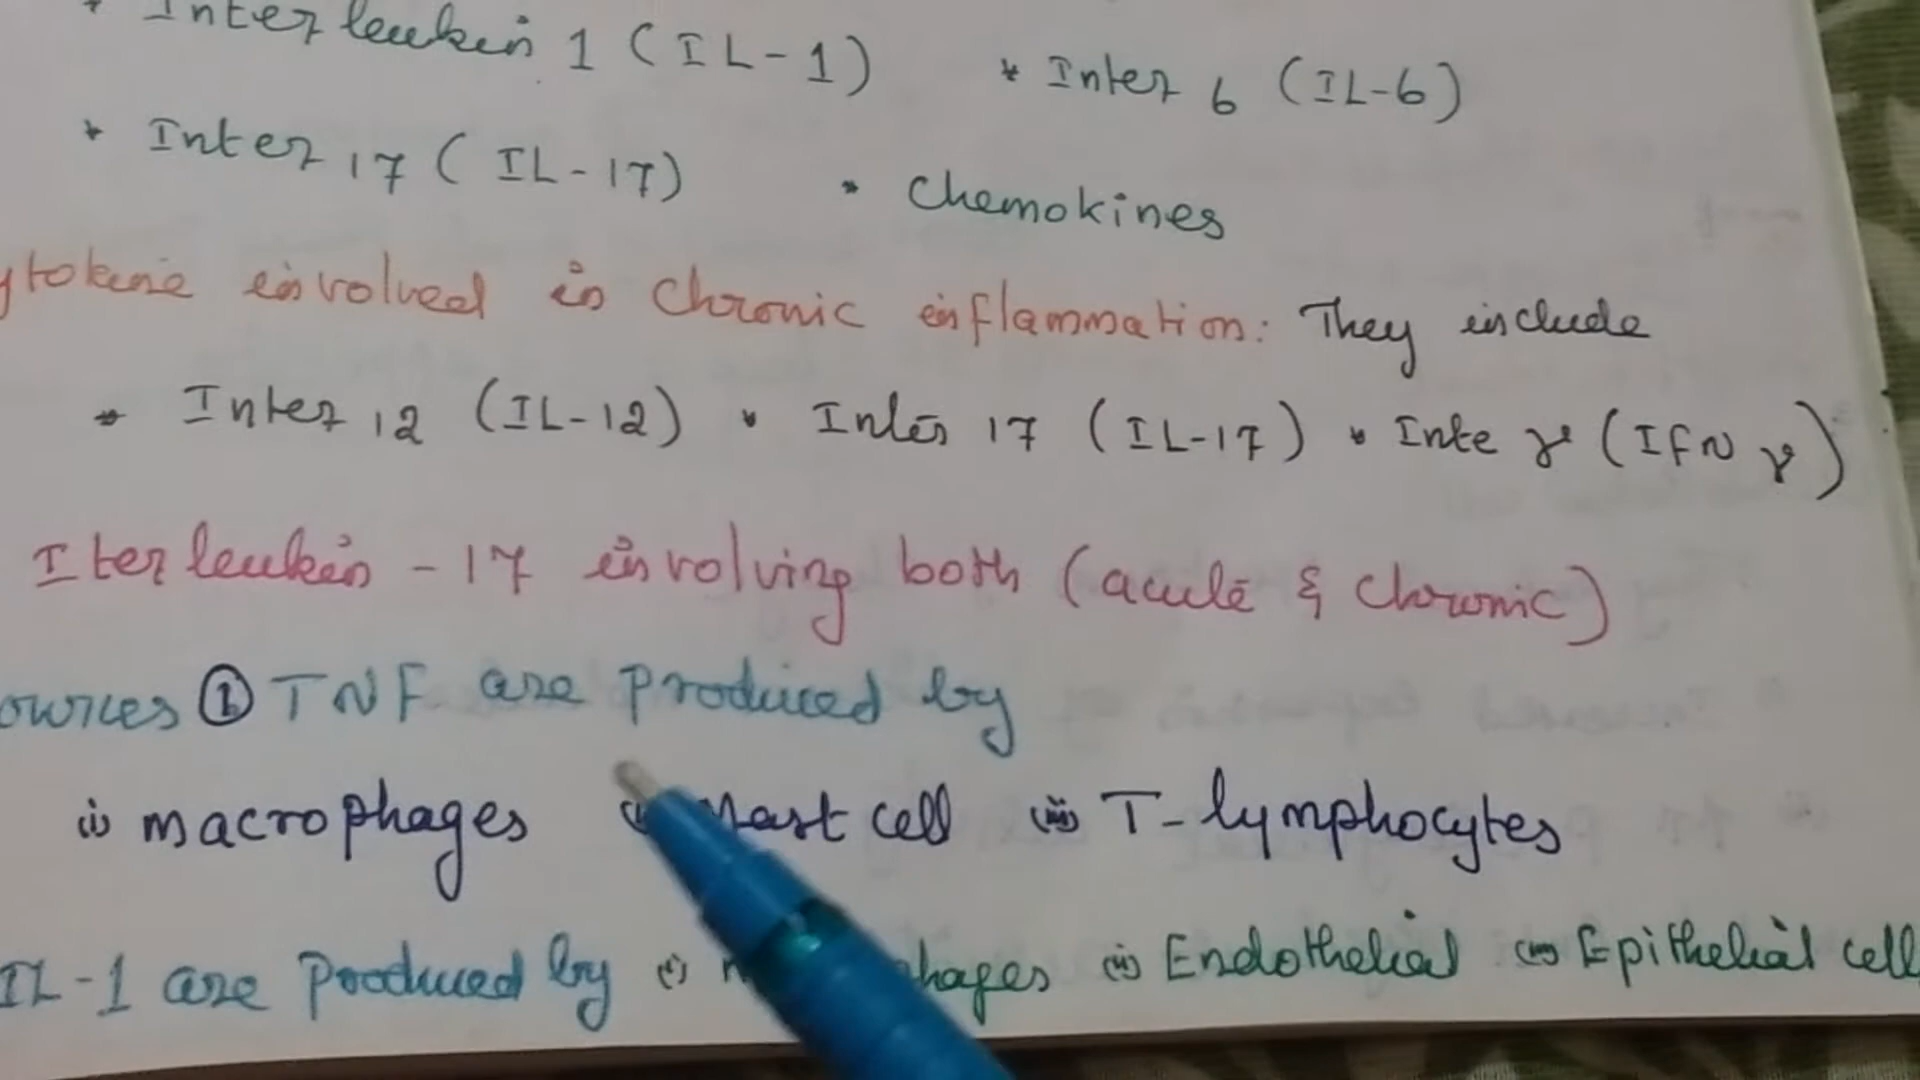 * Interleukin 1 (IL-1) * Inter 6 (IL-6)
* Inter 17 (IL-17) • Chemokines
ytokine involved in Chronic inflammation: They include
* Inter 12 (IL-12) • Inter 17 (IL-17) • Inte γ (IFN γ)
Iterleukin - 17 involving both (acute & Chronic)
ources ① TNF are produced by
(i) macrophages Mast cell (iii) T-lymphocytes
IL-1 are produced by (i) hages (ii) Endothelial (iii) Epithelial cell